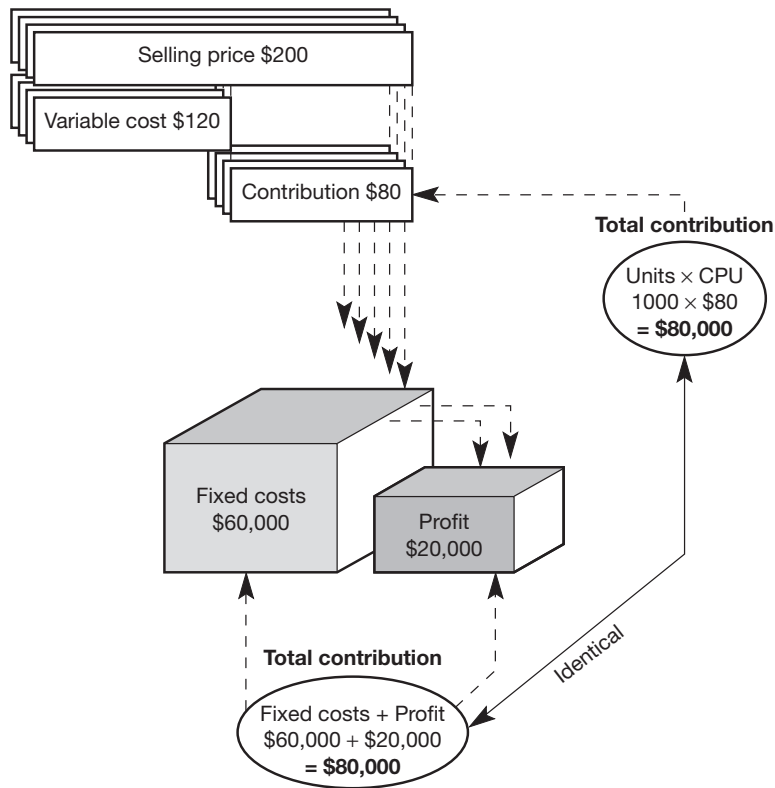 Selling price $200
Variable cost $120
Contribution $80
Total contribution
Units × CPU
1000 × $80
= $80,000
Fixed costs
$60,000
Profit
$20,000
Identical
Total contribution
Fixed costs + Profit
$60,000 + $20,000
= $80,000